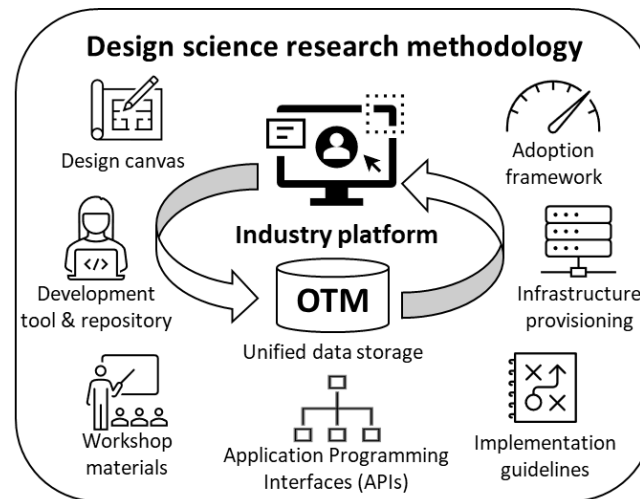 Design science research methodology
Design canvas
Adoption
framework
Industry platform
Development
tool & repository
OTM
Infrastructure
provisioning
Unified data storage
Workshop
materials
Application Programming
Interfaces (APIs)
Implementation
guidelines